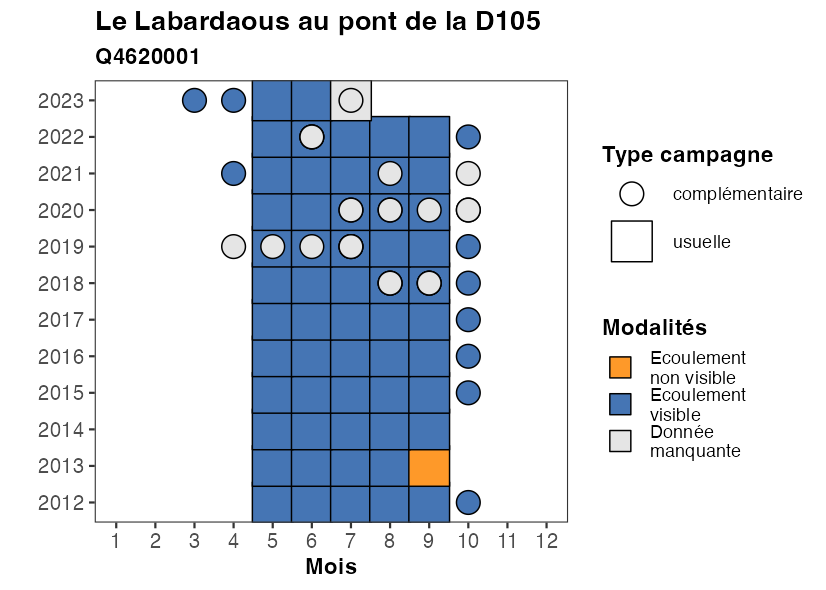 Le Labardaous au pont de la D105
Q4620001
2023
2022
2021
2020
2019
2018
2017
2016
2015
2014
2013
2012
1 2 3 4 5 6 7 8 9 10 11 12
Mois
Type campagne
complémentaire
usuelle
Modalités
Ecoulement
non visible
Ecoulement
visible
Donnée
manquante